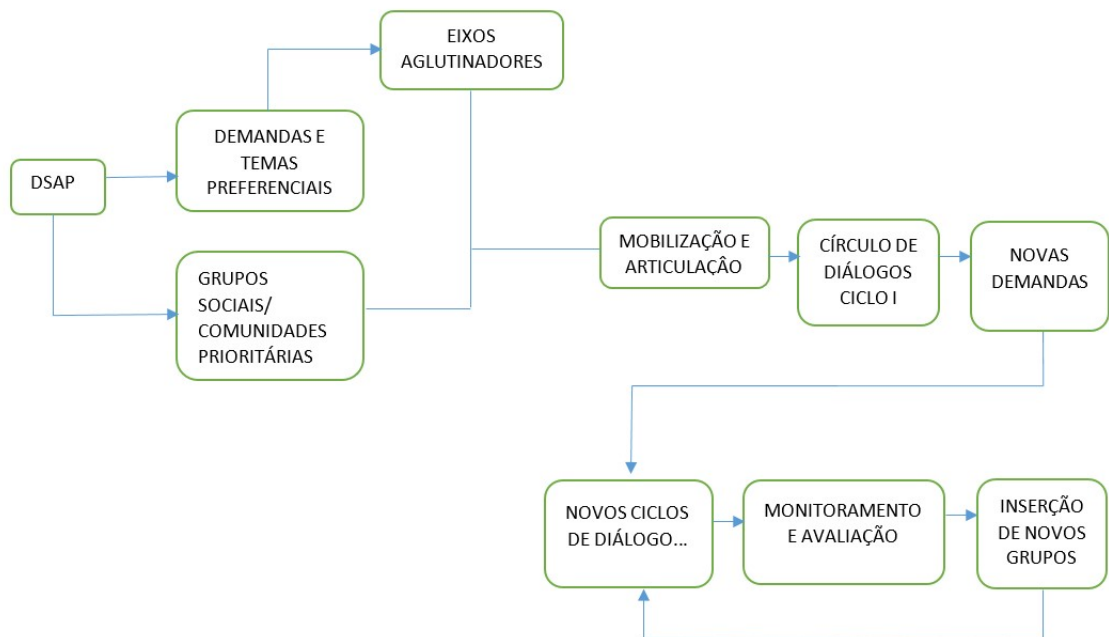 EIXOS
AGLUTINADORES
DEMANDAS E
TEMAS
PREFERENCIAIS
DSAP
GRUPOS
SOCIAIS/
COMUNIDADES
PRIORITÁRIAS
MOBILIZAÇÃO E
ARTICULAÇÂO
CÍRCULO DE
DIÁLOGOS
CICLO I
NOVAS
DEMANDAS
NOVOS CICLOS
DE DIÁLOGO...
MONITORAMENTO
E AVALIAÇÃO
INSERÇÃO
DE NOVOS
GRUPOS